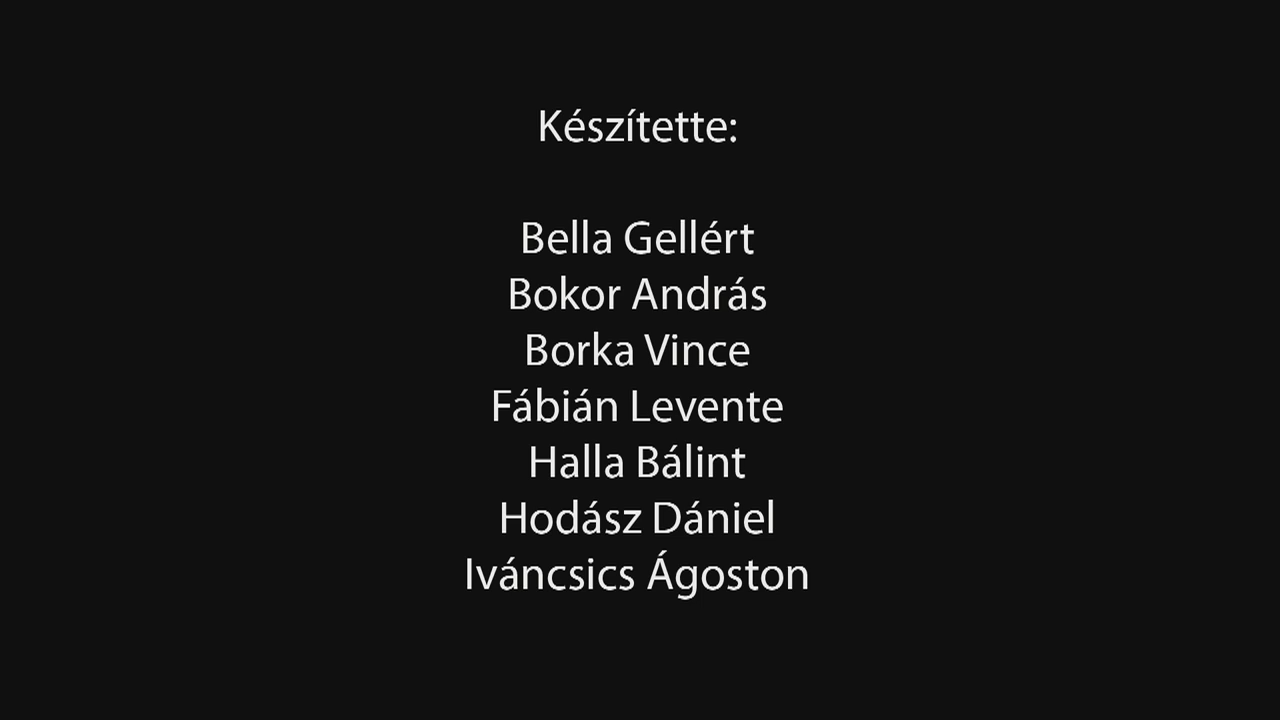 Készítette:
Bella Gellért
Bokor András
Borka Vince
Fábián Levente
Halla Bálint
Hodász Dániel
Iváncsics Ágoston